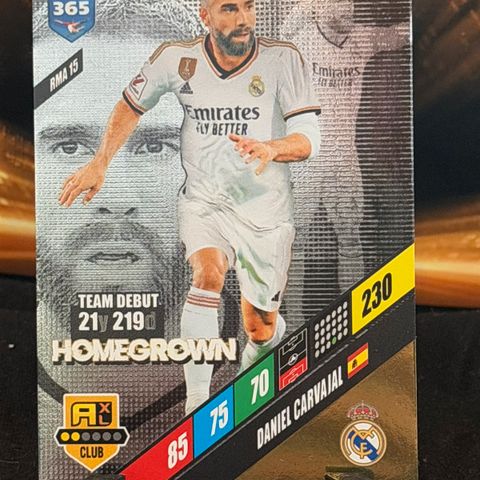 365
RMA 15
Emirates
FLY BETTER
Emirates
TEAM DEBUT
21y 219d
HOMEGROWN
230
70
75
85
DANIEL CARVAJAL
AXL
CLUB